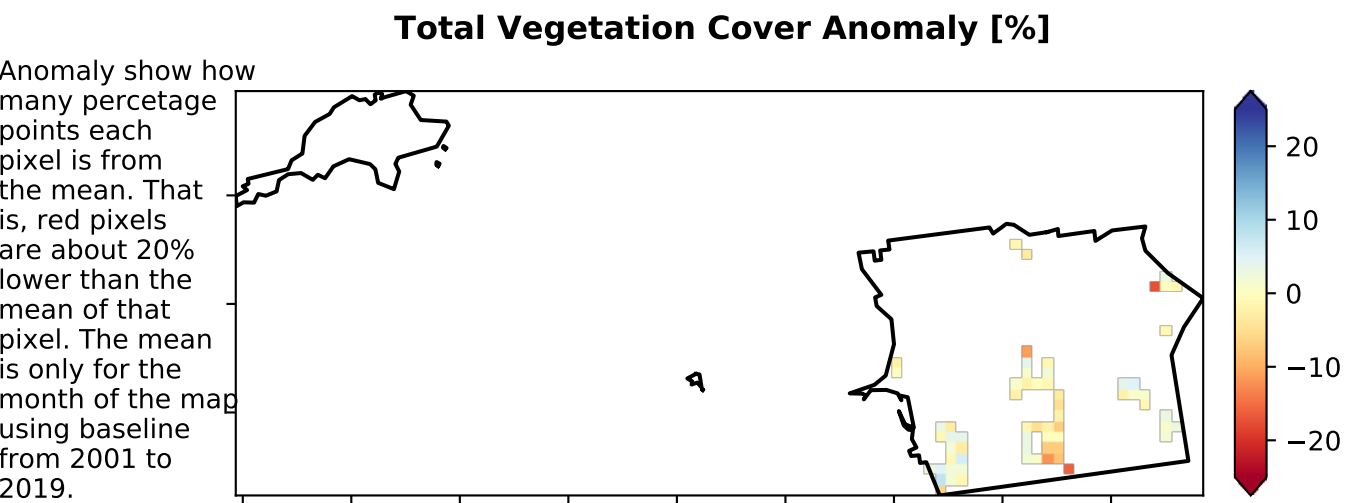 Total Vegetation Cover Anomaly [%]
Anomaly show how
many percetage
points each
pixel is from
the mean. That
is, red pixels
are about 20%
lower than the
mean of that
pixel. The mean
is only for the
month of the map
using baseline
from 2001 to
2019.
20
10
0
−10
−20